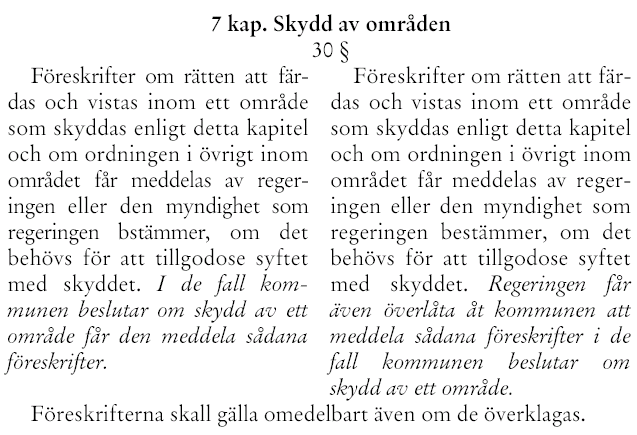 7 kap. Skydd av områden
30 §
Föreskrifter om rätten att fär-
das och vistas inom ett område
som skyddas enligt detta kapitel
och om ordningen i övrigt inom
området får meddelas av reger-
ingen eller den myndighet som
regeringen bstämmer, om det
behövs för att tillgodose syftet
med skyddet. I de fall kom-
munen beslutar om skydd av ett
område får den meddela sådana
föreskrifter.
Föreskrifter om rätten att fär-
das och vistas inom ett område
som skyddas enligt detta kapitel
och om ordningen i övrigt inom
området får meddelas av reger-
ingen eller den myndighet som
regeringen bestämmer, om det
behövs för att tillgodose syftet
med skyddet. Regeringen får
även överlåta åt kommunen att
meddela sådana föreskrifter i de
fall kommunen beslutar om
skydd av ett område.
Föreskrifterna skall gälla omedelbart även om de överklagas.